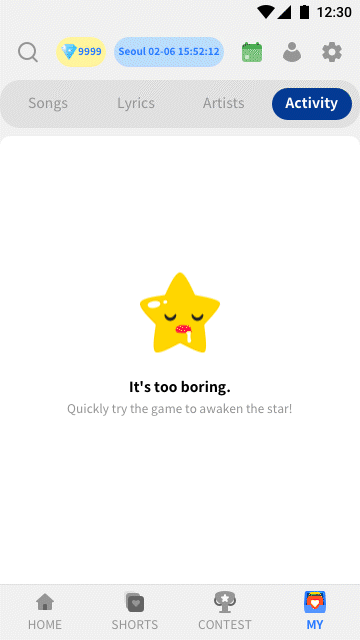 12:30
9999
Seoul 02-06 15:52:12
Songs
Lyrics
Artists
Activity
It's too boring.
Quickly try the game to awaken the star!
HOME
SHORTS
CONTEST
MY